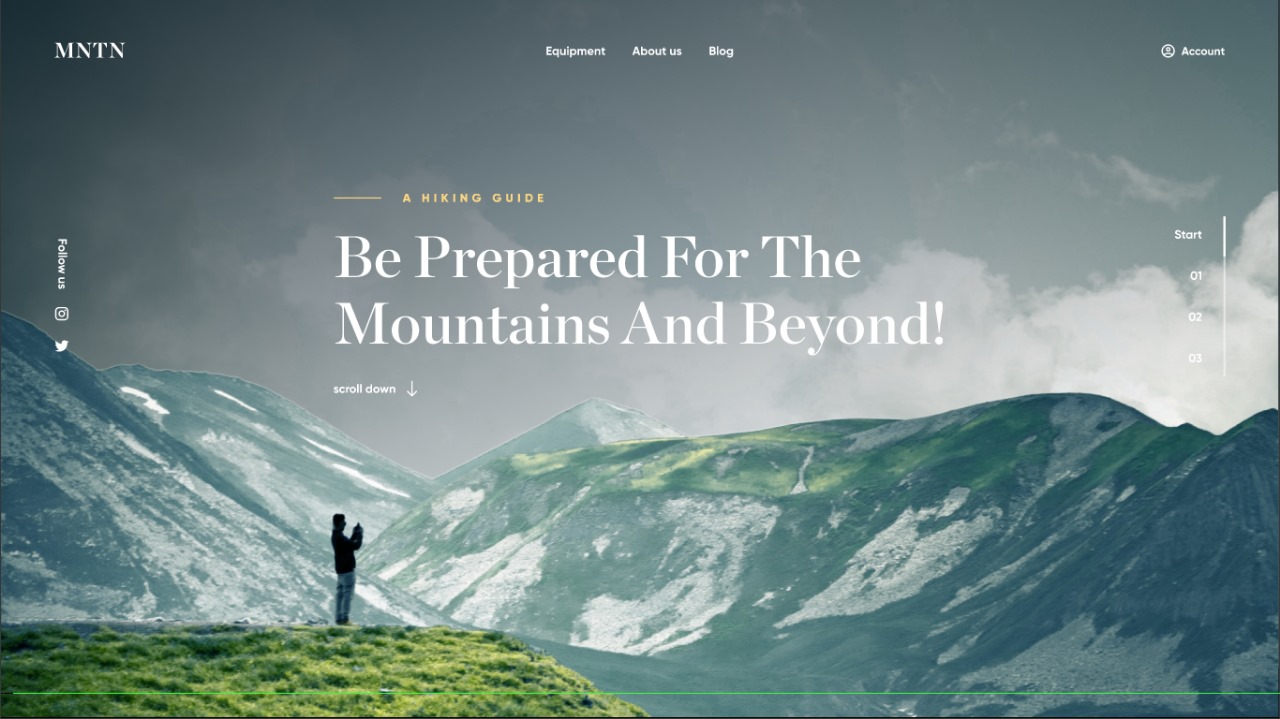 MNTN
Equipment
About us
Blog
Account
A HIKING GUIDE
Be Prepared For The
Mountains And Beyond!
scroll down
Follow us
Start
01
02
03